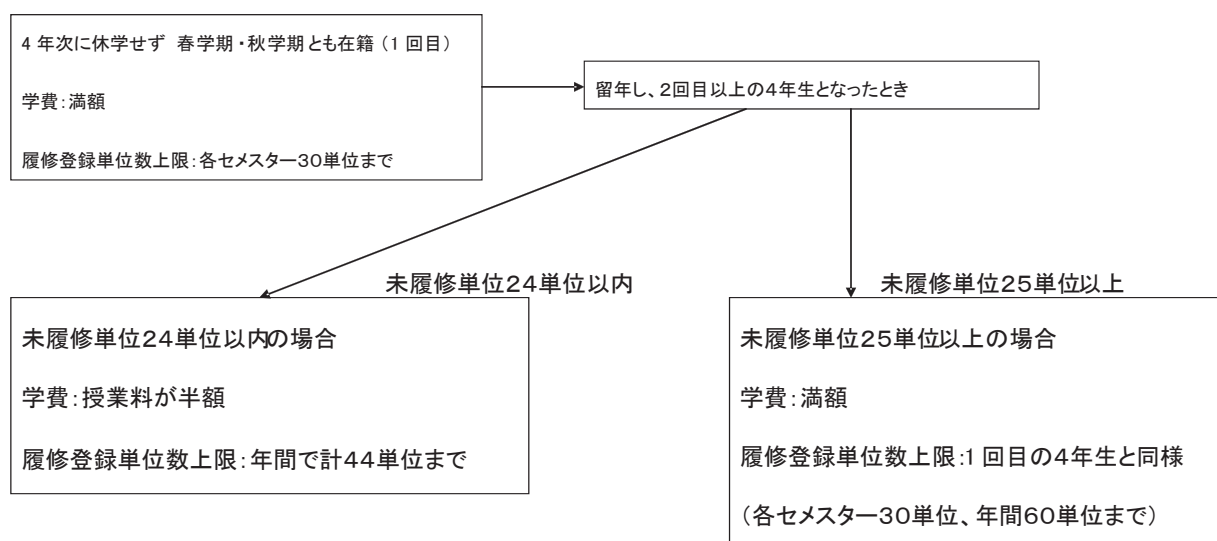 4年次に休学せず 春学期・秋学期とも在籍（1回目）
学費：満額
履修登録単位数上限：各セメスター30単位まで
留年し、2回目以上の4年生となったとき
未履修単位24単位以内
未履修単位25単位以上
未履修単位24単位以内の場合
学費：授業料が半額
履修登録単位数上限：年間で計44単位まで
未履修単位25単位以上の場合
学費：満額
履修登録単位数上限：1回目の4年生と同様
（各セメスター30単位、年間60単位まで）